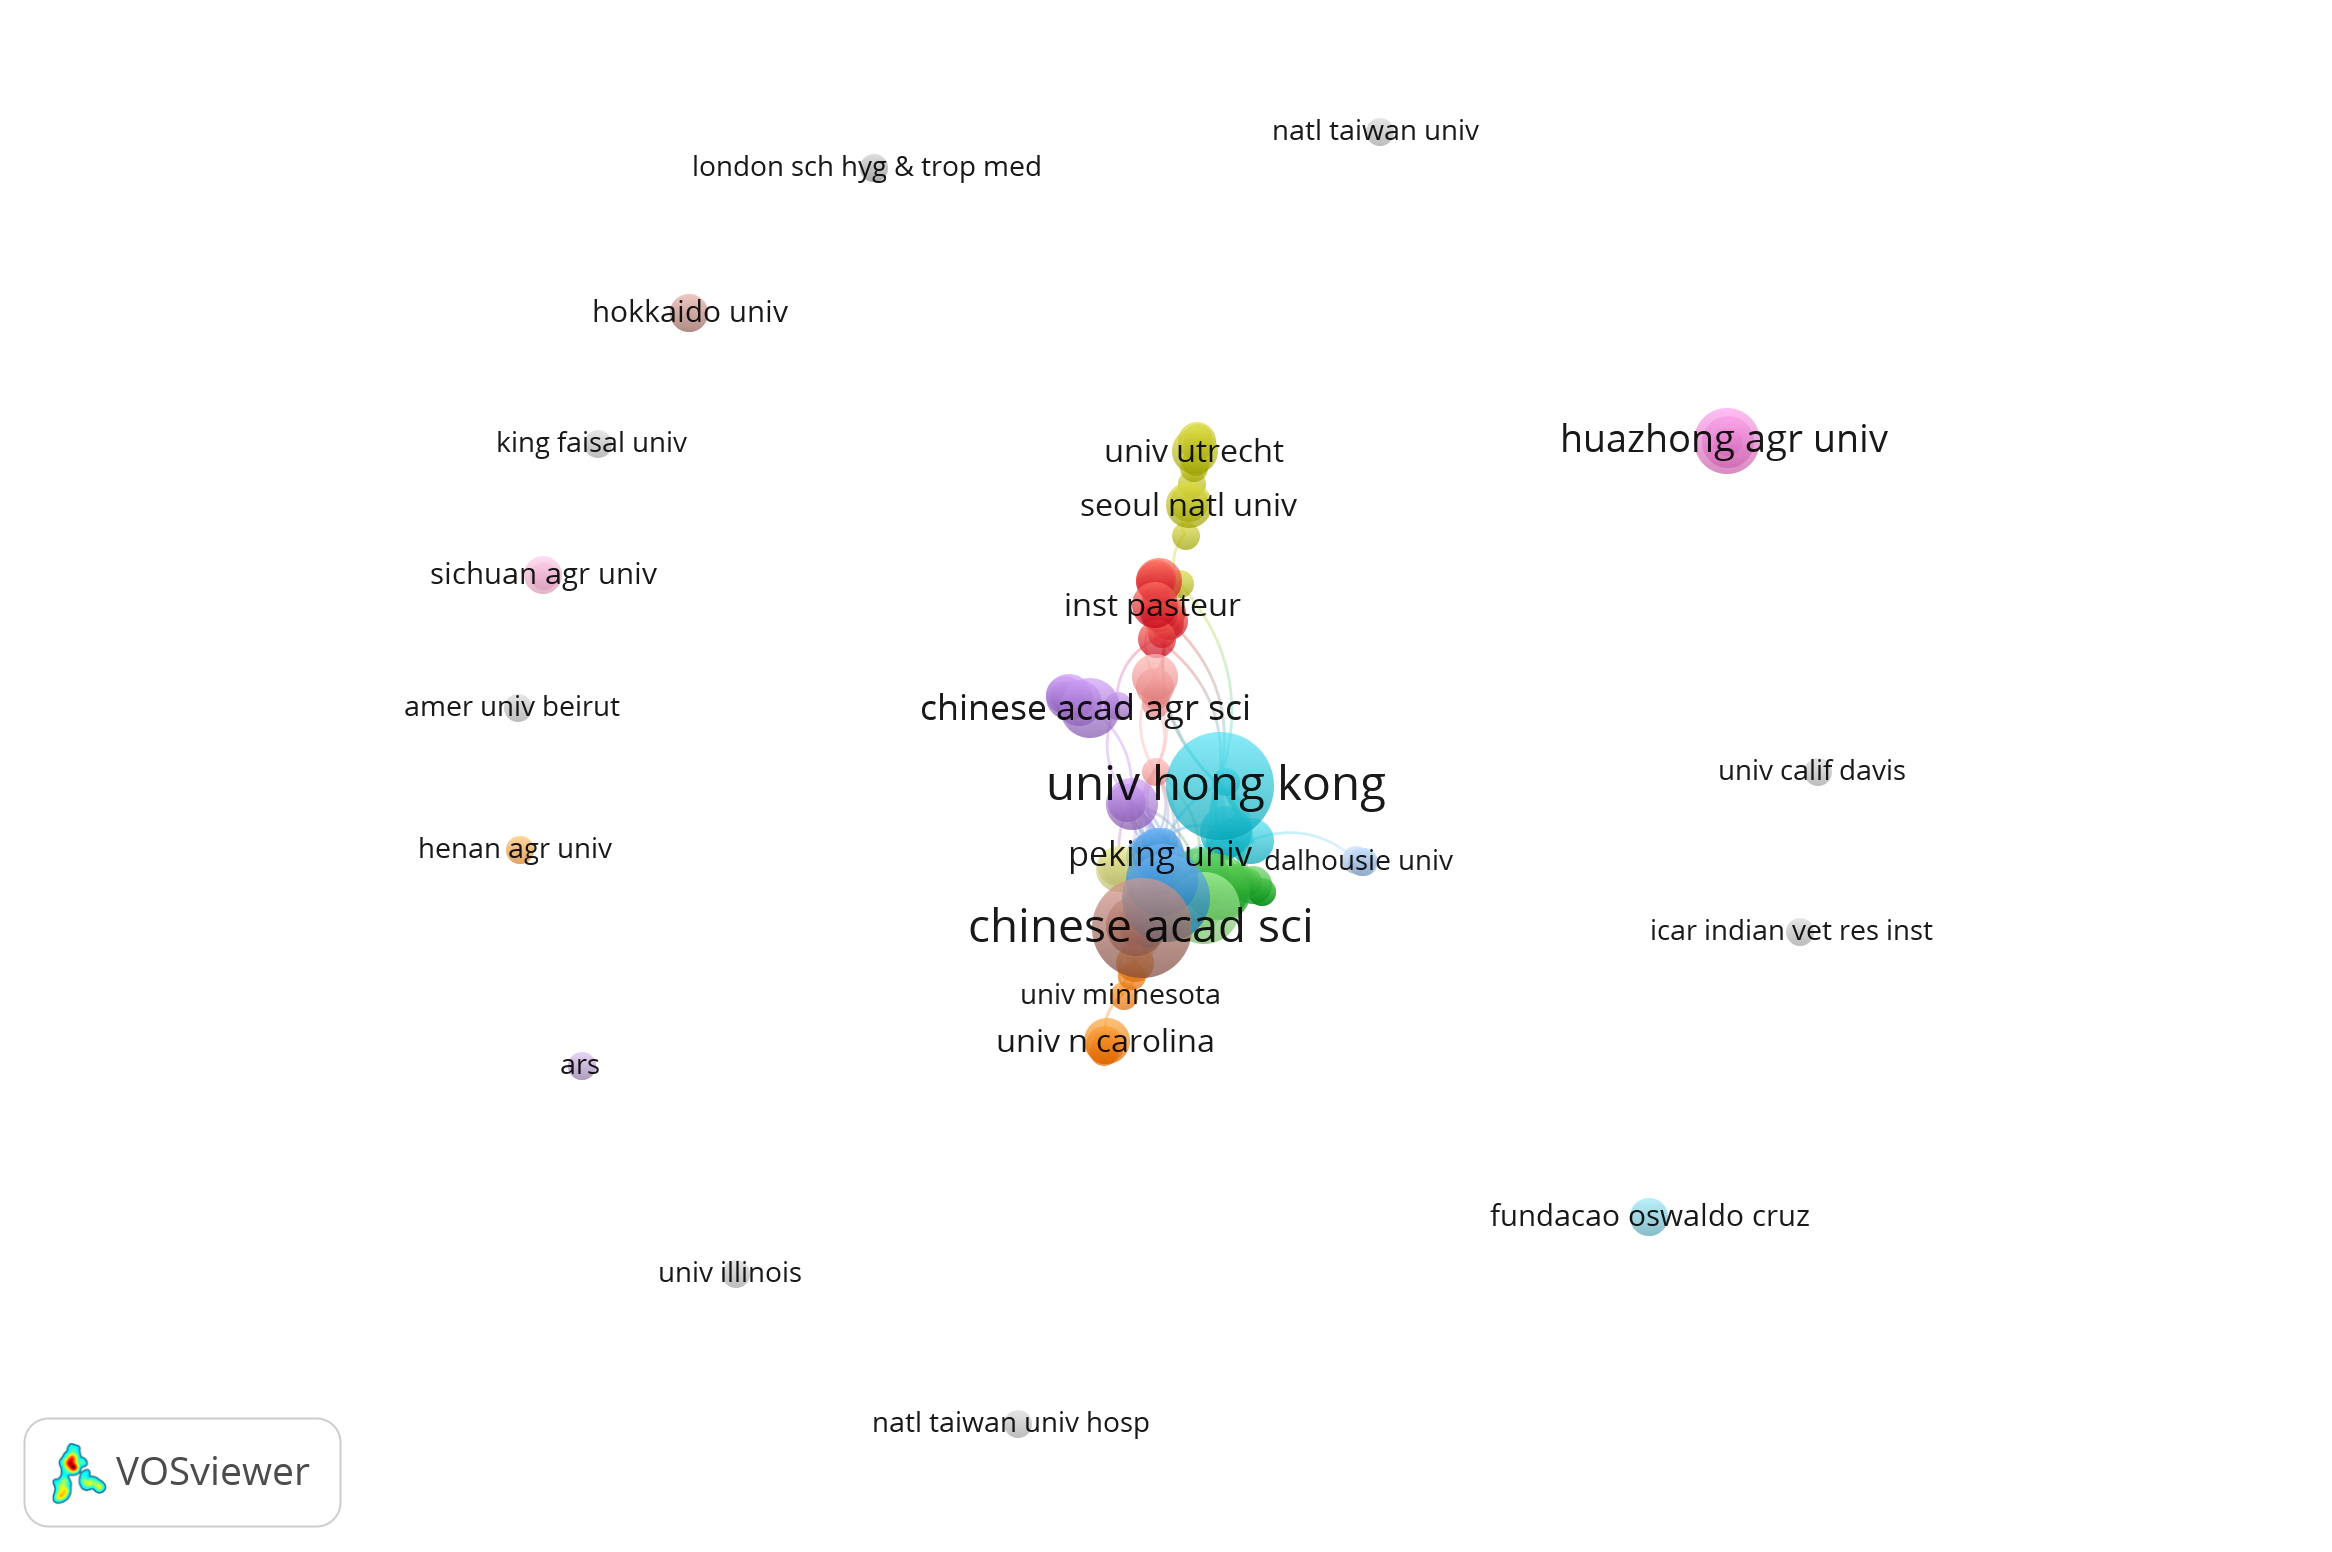 natl taiwan univ
london sch hyg & trop med
hokkaido univ
huazhong agr univ
king faisal univ
univ utrecht
seoul natl univ
sichuan agr univ
inst pasteur
amer univ beirut
chinese acad agr sci
univ calif davis
univ hong kong
henan agr univ
peking univ
dalhousie univ
chinese acad sci
icar indian vet res inst
univ minnesota
univ n carolina
ars
fundacao oswaldo cruz
univ illinois
natl taiwan univ hosp
VOSviewer